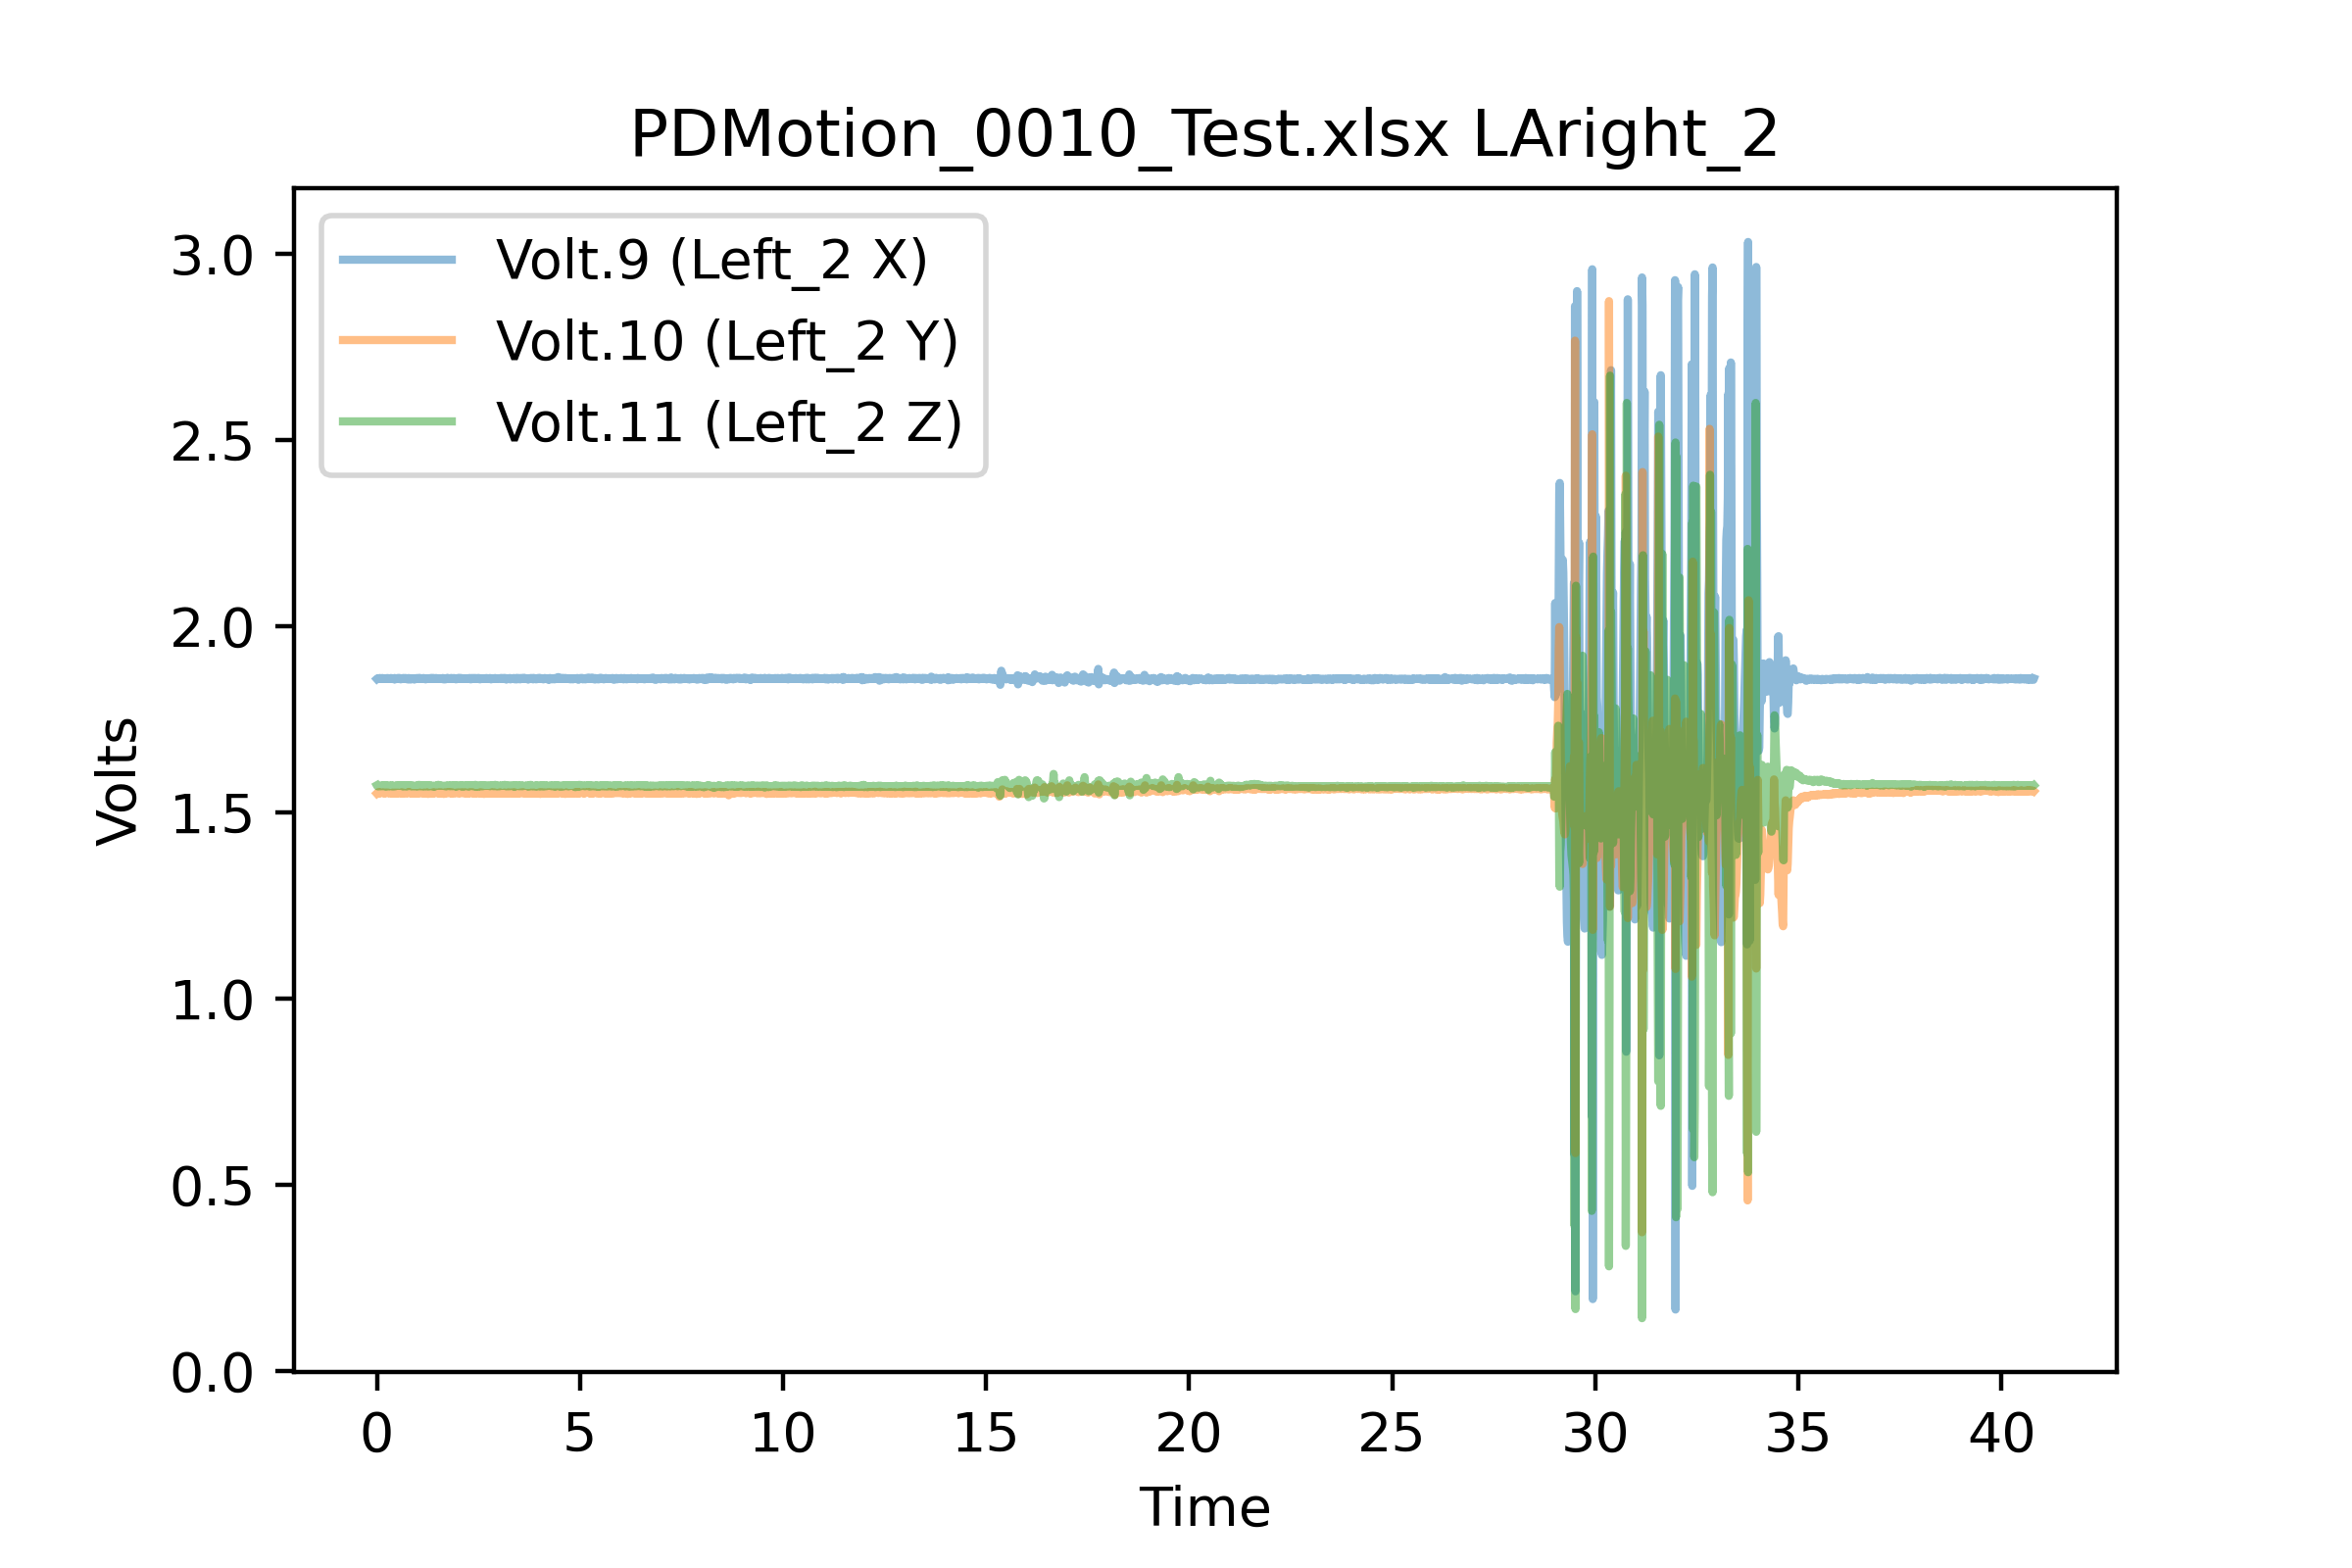 PDMotion_0010_Test.xlsx LAright_2
Volt.9 (Left_2 X)
Volt.10 (Left_2 Y)
Volt.11 (Left_2 Z)
3.0
2.5
2.0
1.5
1.0
0.5
0.0
Volts
0 5 10 15 20 25 30 35 40
Time